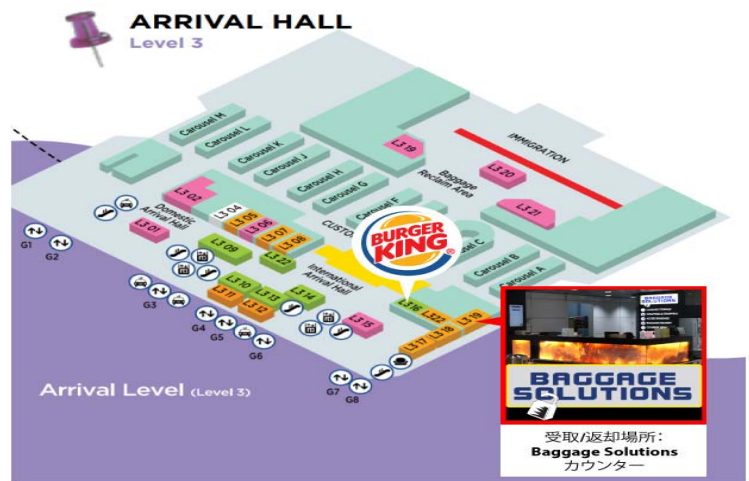 ARRIVAL HALL
Level 3
Carousel M
Carousel L
Carousel K
Carousel J
Carousel H
Carousel G
Carousel F
Carousel B
Carousel A
C
IMMIGRATION
Baggage
Reclaim Area
L3 19
L3 20
L3 21
CUSTO
BURGER
KING
L3 02
L3 04
L3 05
L3 06
L3 07
L3 08
Domestic
Arrival Hall
L3 01
L3 09
L3 22
International
Arrival Hall
L3 10
L3 13
L3 14
L3 11
L3 12
L3 15
L316
L322
L3 19
L3 17
L3 18
G1
G2
G3
G4
G5
G6
G7
G8
Arrival Level (Level 3)
BAGGAGE
SOLUTIONS
BAGGAGE
SOLUTIONS
受取/返却場所:
Baggage Solutions
カウンター